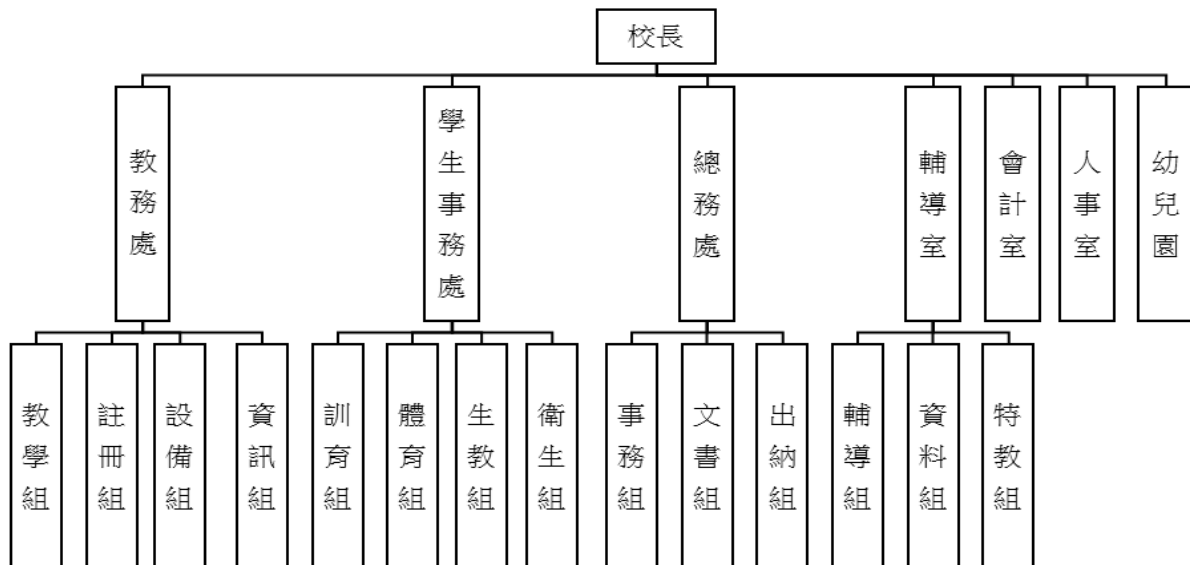 校長
教務處
學生事務處
總務處
輔導室
會計室
人事室
幼兒園
教學組
註冊組
設備組
資訊組
訓育組
體育組
生教組
衛生組
事務組
文書組
出納組
輔導組
資料組
特教組